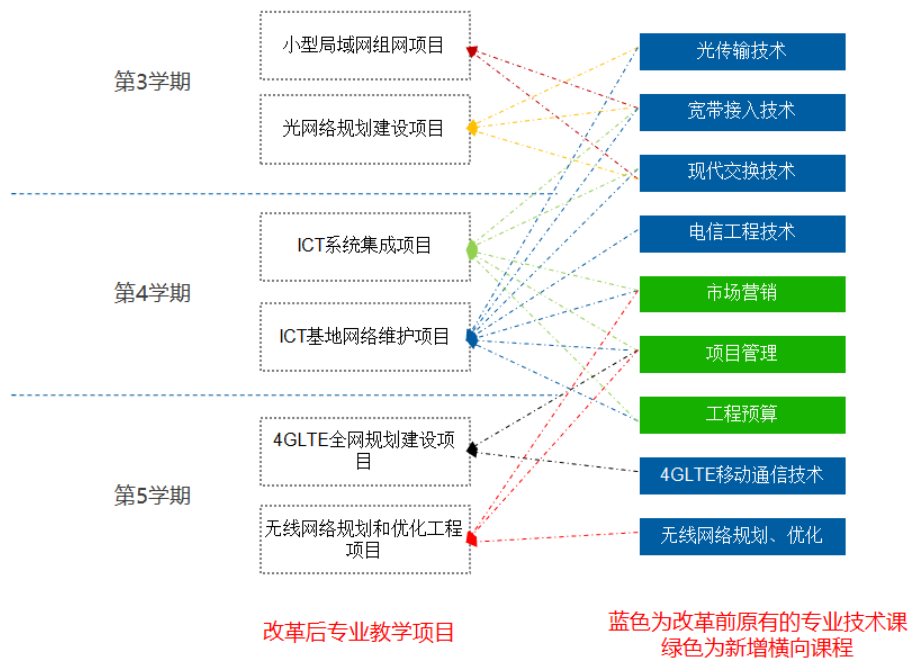 第3学期
小型局域网组网项目
光网络规划建设项目
第4学期
ICT系统集成项目
ICT基地网络维护项目
第5学期
4GLTE全网规划建设项
目
无线网络规划和优化工程
项目
改革后专业教学项目
光传输技术
宽带接入技术
现代交换技术
电信工程技术
市场营销
项目管理
工程预算
4GLTE移动通信技术
无线网络规划、优化
蓝色为改革前原有的专业技术课
绿色为新增横向课程